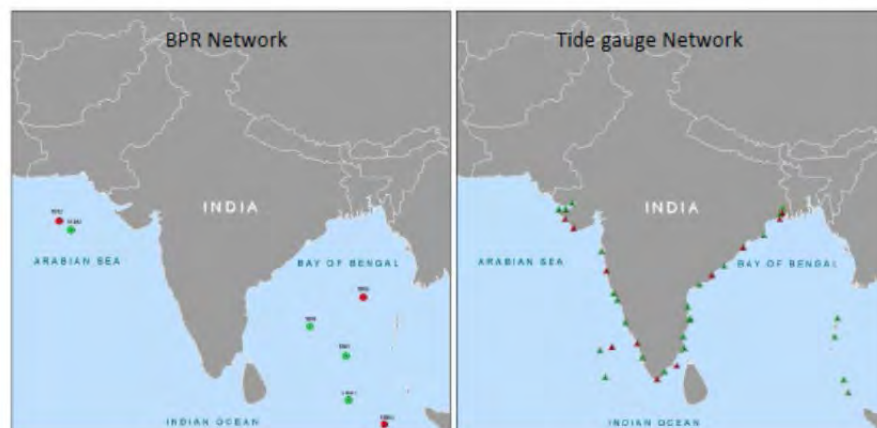 BPR Network
INDIA
ARABIAN SEA
BAY OF BENGAL
INDIAN OCEAN
Tide gauge Network
INDIA
ARABIAN SEA
BAY OF BENGAL
INDIAN OCEAN